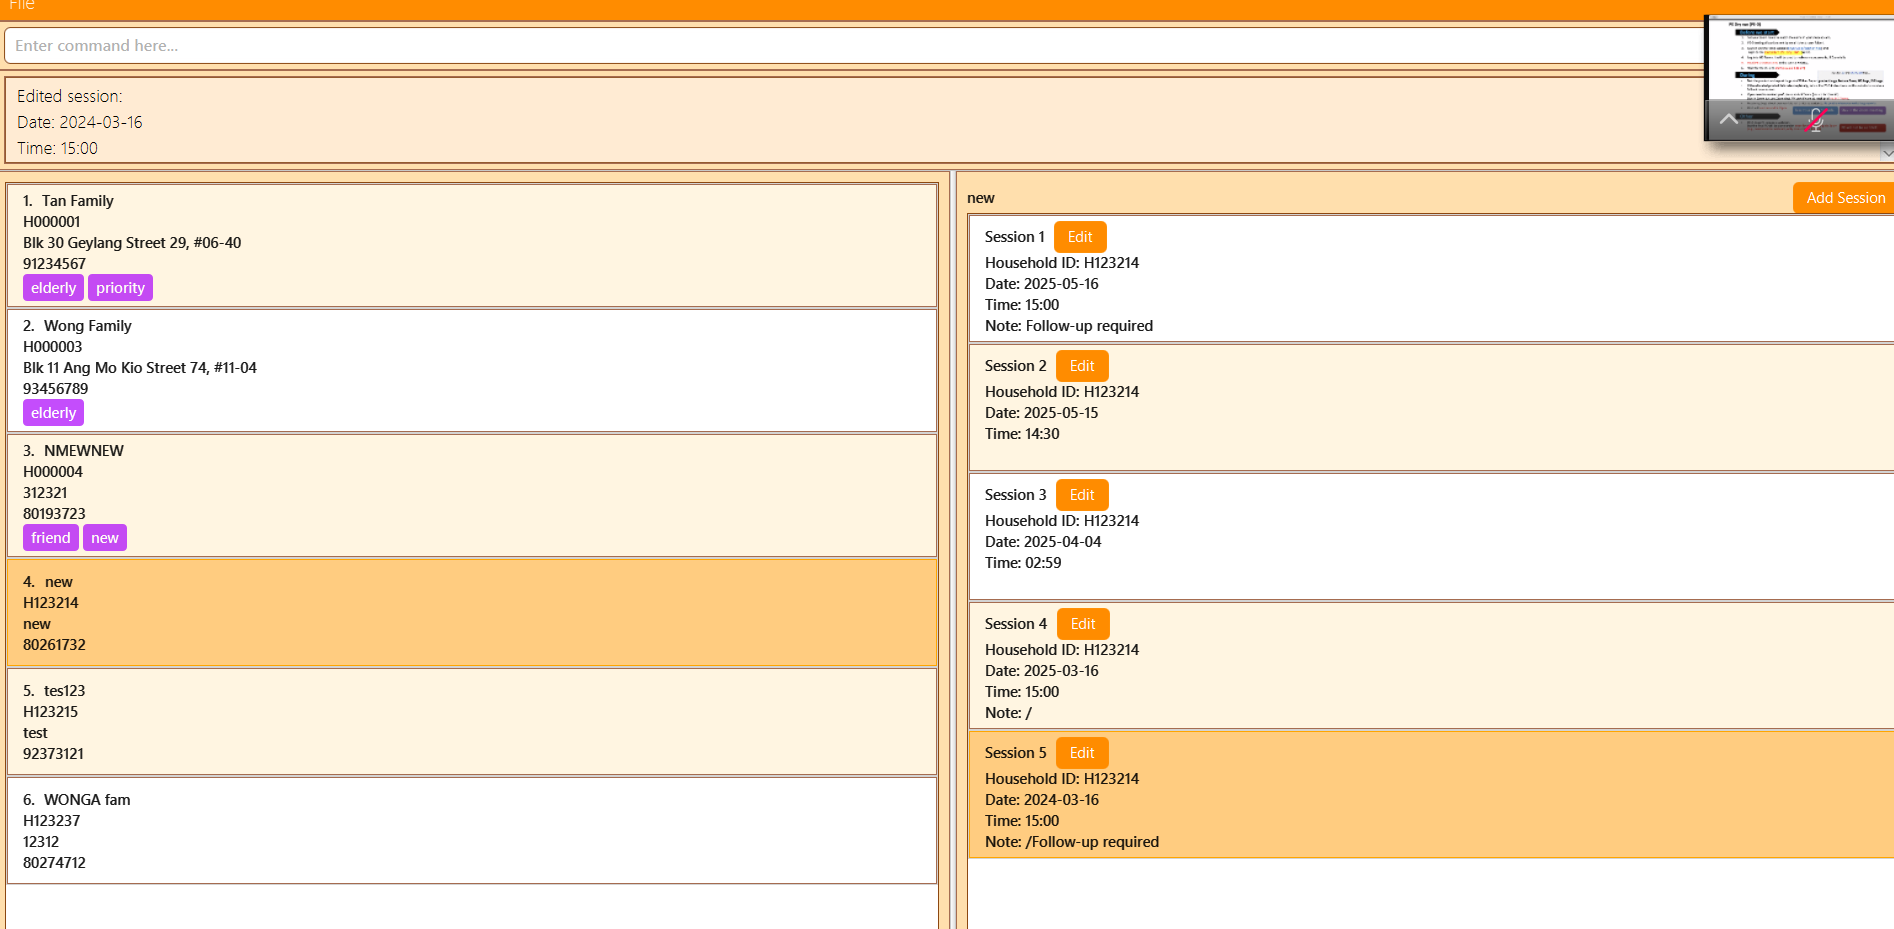 File
Enter command here...
Edited session:
Date: 2024-03-16
Time: 15:00
1. Tan Family
H000001
Blk 30 Geylang Street 29, #06-40
91234567
elderly priority
2. Wong Family
H000003
Blk 11 Ang Mo Kio Street 74, #11-04
93456789
elderly
3. NMEWNEW
H000004
312321
80193723
friend new
4. new
H123214
new
80261732
5. tes123
H123215
test
92373121
6. WONGA fam
H123237
12312
80274712
new
Add Session
Session 1 Edit
Household ID: H123214
Date: 2025-05-16
Time: 15:00
Note: Follow-up required
Session 2 Edit
Household ID: H123214
Date: 2025-05-15
Time: 14:30
Session 3 Edit
Household ID: H123214
Date: 2025-04-04
Time: 02:59
Session 4 Edit
Household ID: H123214
Date: 2025-03-16
Time: 15:00
Note: /
Session 5 Edit
Household ID: H123214
Date: 2024-03-16
Time: 15:00
Note: /Follow-up required